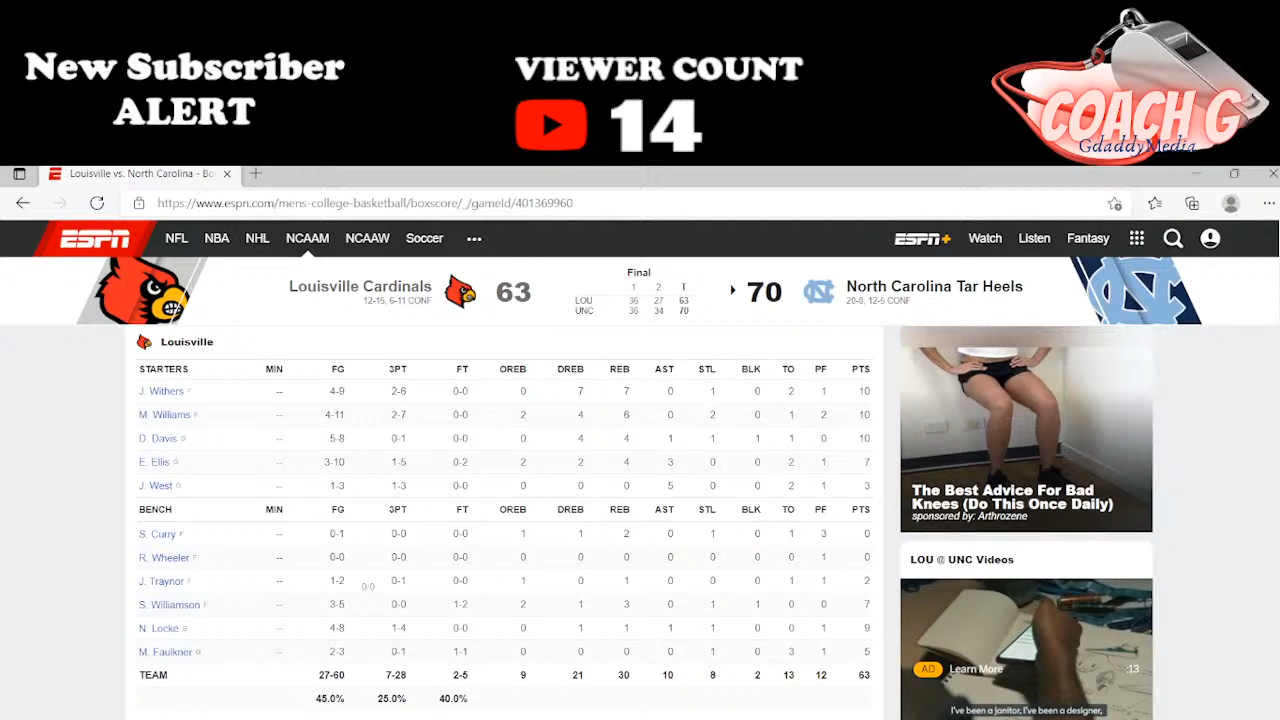 New Subscriber
ALERT
VIEWER COUNT
14
COACH G
GdaddyMedia
Louisville vs. North Carolina - Bo
https://www.espn.com/mens-college-basketball/boxscore/_/gameId/401369960
ESPN NFL NBA NHL NCAAM NCAAW Soccer ... ESPN+ Watch Listen Fantasy
Louisville Cardinals
12-15, 6-11 CONF
63
Final
1 2 T
LOU 36 27 63
UNC 36 34 70
70
North Carolina Tar Heels
20-8, 12-5 CONF
Louisville
STARTERS MIN FG 3PT FT OREB DREB REB AST STL BLK TO PF PTS
J. Withers F -- 4-9 2-6 0-0 0 7 7 0 1 0 2 1 10
M. Williams F -- 4-11 2-7 0-0 2 4 6 0 2 0 1 2 10
D. Davis G -- 5-8 0-1 0-0 0 4 4 1 1 1 1 0 10
E. Ellis G -- 3-10 1-5 0-2 2 2 4 3 0 0 2 1 7
J. West G -- 1-3 1-3 0-0 0 0 0 5 0 0 2 1 3
BENCH MIN FG 3PT FT OREB DREB REB AST STL BLK TO PF PTS
S. Curry F -- 0-1 0-0 0-0 1 1 2 0 1 0 1 3 0
R. Wheeler F -- 0-0 0-0 0-0 0 0 0 0 0 0 0 1 0
J. Traynor F -- 1-2 0-1 0-0 1 0 1 0 1 0 1 1 2
0/0
S. Williamson F -- 3-5 0-0 1-2 2 1 3 0 1 1 0 0 7
N. Locke G -- 4-8 1-4 0-0 0 1 1 1 1 0 0 1 9
M. Faulkner G -- 2-3 0-1 1-1 0 0 0 0 0 0 3 1 5
TEAM 27-60 7-28 2-5 9 21 30 10 8 2 13 12 63
45.0% 25.0% 40.0%
The Best Advice For Bad
Knees (Do This Once Daily)
sponsored by: Arthrozene
LOU @ UNC Videos
AD Learn More :13
I've been a janitor, I've been a designer,